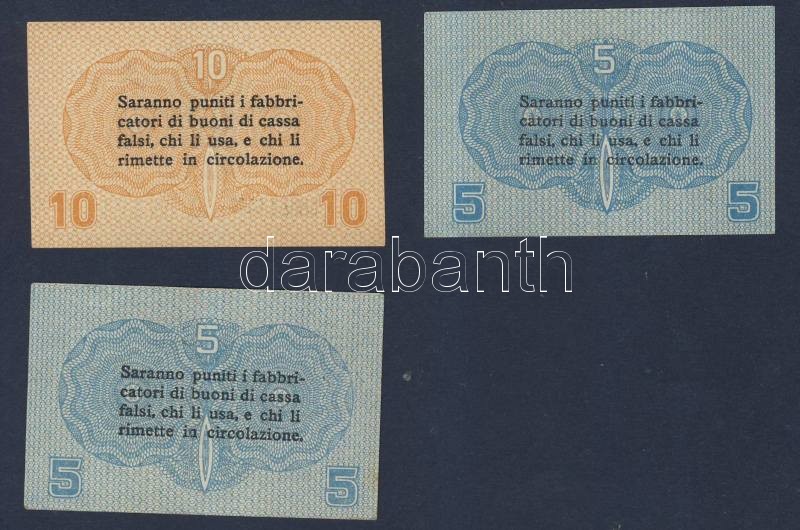 10
Saranno puniti i fabbri-
catori di buoni di cassa
falsi, chi li usa, e chi li
rimette in circolazione.
10 10
5
Saranno puniti i fabbri-
catori di buoni di cassa
falsi, chi li usa, e chi li
rimette in circolazione.
5 5
darabanth
5
Saranno puniti i fabbri-
catori di buoni di cassa
falsi, chi li usa, e chi li
rimette in circolazione.
5 5